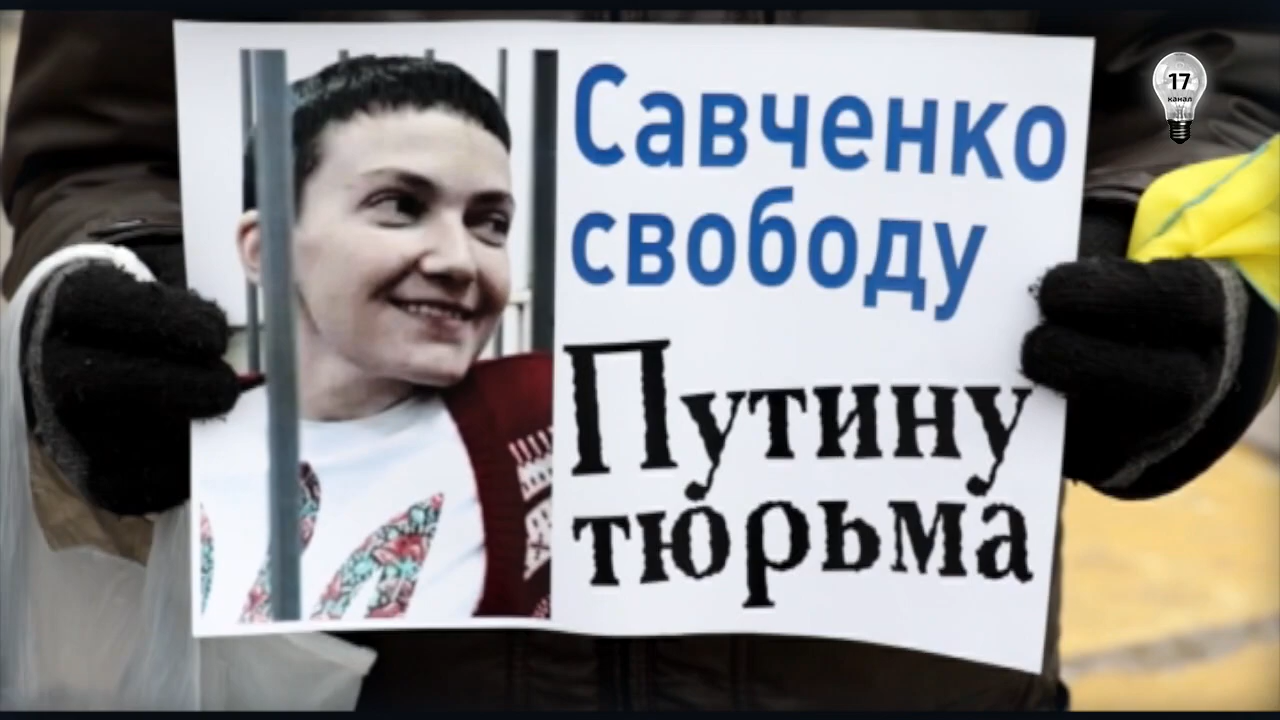 Савченко
свободу
Путину
тюрьма
17
канал